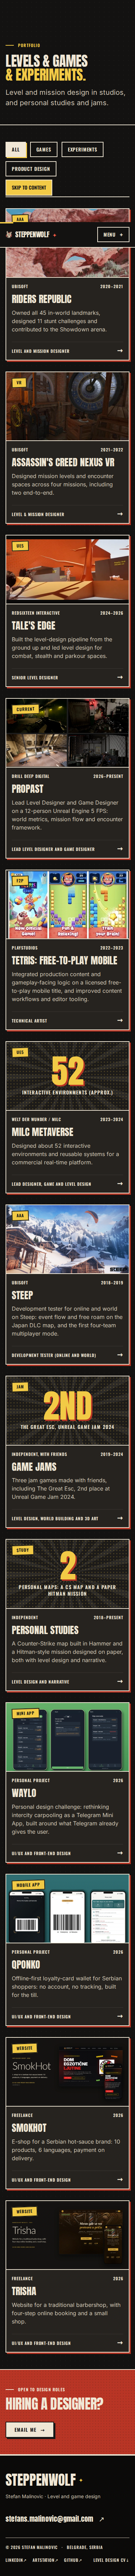 PORTFOLIO
LEVELS & GAMES
& EXPERIMENTS.
Level and mission design in studios,
and personal studies and jams.
ALL
GAMES
EXPERIMENTS
PRODUCT DESIGN
SKIP TO CONTENT
AAA
STEPPENWOLF
MENU +
UBISOFT
2020–2021
RIDERS REPUBLIC
Owned all 45 in-world landmarks,
designed 11 stunt challenges and
contributed to the Showdown arena.
LEVEL AND MISSION DESIGNER →
VR
UBISOFT
2021–2022
ASSASSIN'S CREED NEXUS VR
Designed mission levels and encounter
spaces across four missions, including
two end-to-end.
LEVEL & MISSION DESIGNER →
UE5
REDSIXTEEN INTERACTIVE
2024–2026
TALE'S EDGE
Built the level-design pipeline from the
ground up and led level design for
combat, stealth and parkour spaces.
SENIOR LEVEL DESIGNER →
CURRENT
DRILL DEEP DIGITAL
2026–PRESENT
PROPAST
Lead Level Designer and Game Designer
on a 12-person Unreal Engine 5 FPS:
world metrics, mission flow and encounter
framework.
LEAD LEVEL DESIGNER AND GAME DESIGNER →
F2P
PLAYSTUDIOS
2022–2023
TETRIS: FREE-TO-PLAY MOBILE
Integrated production content and
gameplay-facing logic on a licensed free-
to-play mobile title, and improved content
workflows and editor tooling.
TECHNICAL ARTIST →
UE5
52
INTERACTIVE ENVIRONMENTS (APPROX.)
WEST DER WUNDER / MILC
2023–2024
MILC METAVERSE
Designed about 52 interactive
environments and reusable systems for a
commercial real-time platform.
LEAD DESIGNER, GAME AND LEVEL DESIGN →
AAA
UBISOFT
2018–2019
STEEP
Development tester for online and world
on Steep: event flow and free roam on the
Japan DLC map, and the first four-team
multiplayer mode.
DEVELOPMENT TESTER (ONLINE AND WORLD) →
JAM
2ND
THE GREAT ESC, UNREAL GAME JAM 2024
INDEPENDENT, WITH FRIENDS
2019–2024
GAME JAMS
Three jam games made with friends,
including The Great Esc, 2nd place at
Unreal Game Jam 2024.
LEVEL DESIGN, WORLD BUILDING AND 3D ART →
STUDY
2
PERSONAL MAPS: A CS MAP AND A PAPER
HITMAN MISSION
INDEPENDENT
2018–PRESENT
PERSONAL STUDIES
A Counter-Strike map built in Hammer and
a Hitman-style mission designed on paper,
both with level design and narrative.
LEVEL DESIGN AND NARRATIVE →
MINI APP
PERSONAL PROJECT
2026
WAYLO
Personal design challenge: rethinking
intercity carpooling as a Telegram Mini
App, built around what Telegram already
gives the user.
UI/UX AND FRONT-END DESIGN →
MOBILE APP
PERSONAL PROJECT
2026
QPONKO
Offline-first loyalty-card wallet for Serbian
shoppers: no account, no tracking, built
for the till.
UI/UX AND FRONT-END DESIGN →
WEBSITE
SmokHot
FREELANCE
2026
SMOKHOT
E-shop for a Serbian hot-sauce brand: 10
products, 6 languages, payment on
delivery.
UI/UX AND FRONT-END DESIGN →
WEBSITE
Trisha
FREELANCE
2026
TRISHA
Website for a traditional barbershop, with
four-step online booking and a small
shop.
UI/UX AND FRONT-END DESIGN →
OPEN TO DESIGN ROLES
HIRING A DESIGNER?
EMAIL ME →
STEPPENWOLF
Stefan Malinovic · Level and game design
stefans.malinovic@gmail.com ↗
© 2026 STEFAN MALINOVIC · BELGRADE, SERBIA
LINKEDIN↗ ARTSTATION↗ GITHUB↗ LEVEL DESIGN CV↓